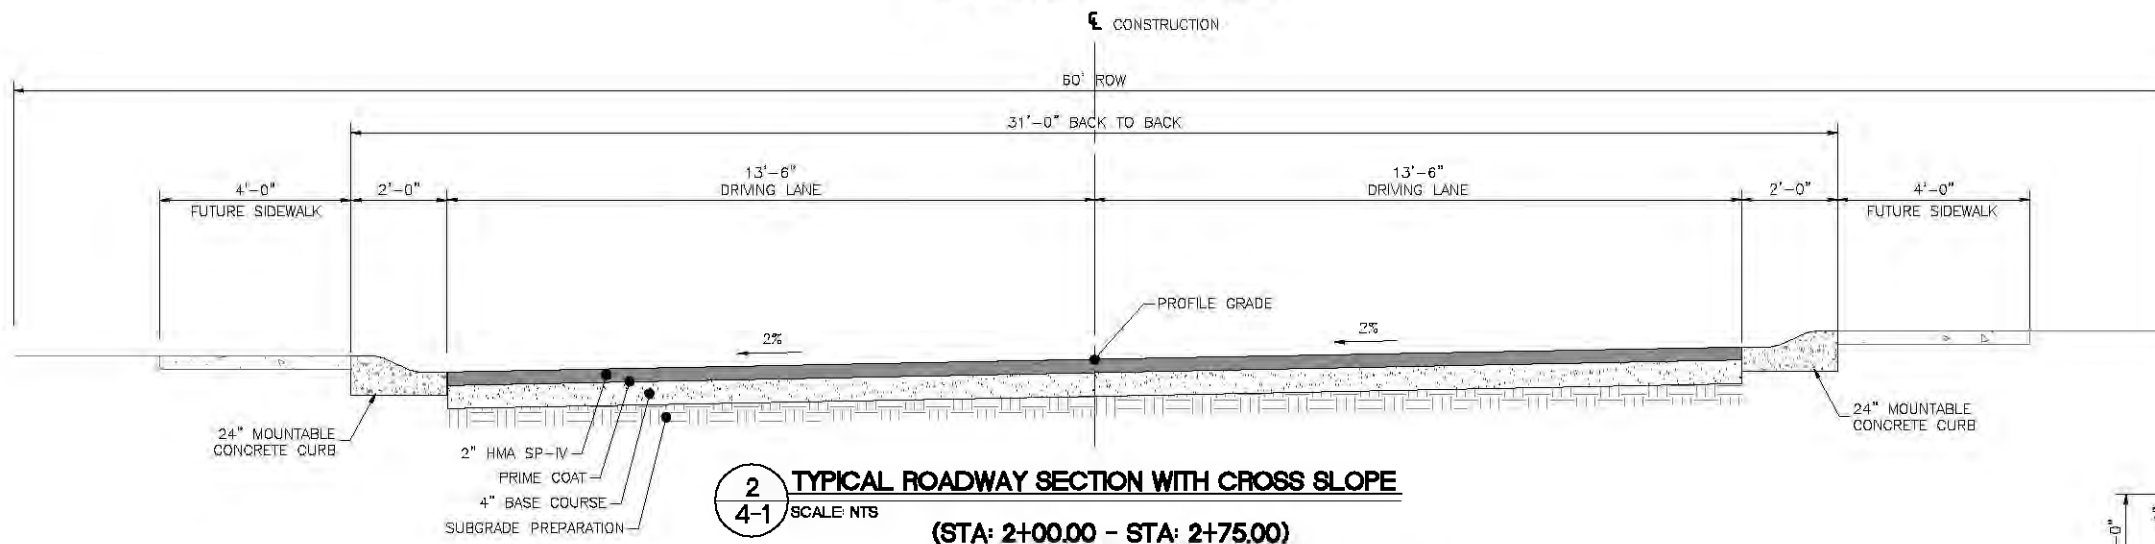 ℄ CONSTRUCTION
60' ROW
31'-0" BACK TO BACK
4'-0"
FUTURE SIDEWALK
2'-0"
13'-6"
DRIVING LANE
13'-6"
DRIVING LANE
2'-0"
4'-0"
FUTURE SIDEWALK
PROFILE GRADE
2%
2%
24" MOUNTABLE
CONCRETE CURB
2" HMA SP-IV
PRIME COAT
4" BASE COURSE
SUBGRADE PREPARATION
24" MOUNTABLE
CONCRETE CURB
2
4-1
TYPICAL ROADWAY SECTION WITH CROSS SLOPE
SCALE: NTS
(STA: 2+00.00 - STA: 2+75.00)